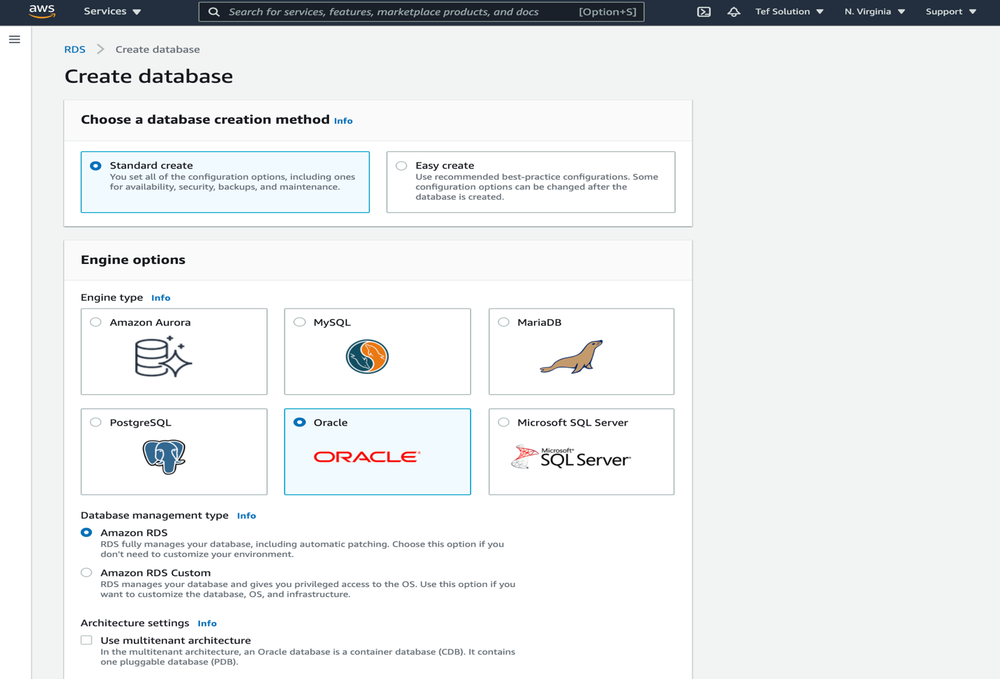 aws
Services
Search for services, features, marketplace products, and docs
[Option+S]
Tef Solution
N. Virginia
Support
RDS
Create database
Create database
Choose a database creation method Info
Standard create
You set all of the configuration options, including ones
for availability, security, backups, and maintenance.
Easy create
Use recommended best-practice configurations. Some
configuration options can be changed after the
database is created.
Engine options
Engine type Info
Amazon Aurora
MySQL
MariaDB
PostgreSQL
Oracle
ORACLE®
Microsoft SQL Server
Microsoft®
SQL Server®
Database management type Info
Amazon RDS
RDS fully manages your database, including automatic patching. Choose this option if you
don't need to customize your environment.
Amazon RDS Custom
RDS manages your database and gives you privileged access to the OS. Use this option if you
want to customize the database, OS, and infrastructure.
Architecture settings Info
Use multitenant architecture
In the multitenant architecture, an Oracle database is a container database (CDB). It contains
one pluggable database (PDB).